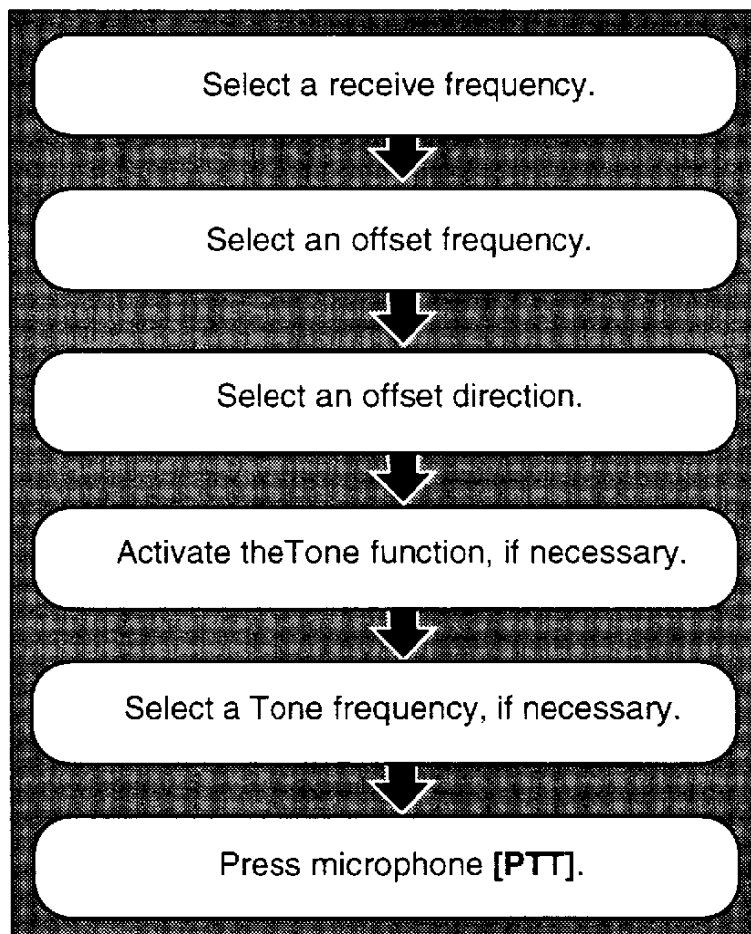 Select a receive frequency.
Select an offset frequency.
Select an offset direction.
Activate theTone function, if necessary.
Select a Tone frequency, if necessary.
Press microphone [PTT].